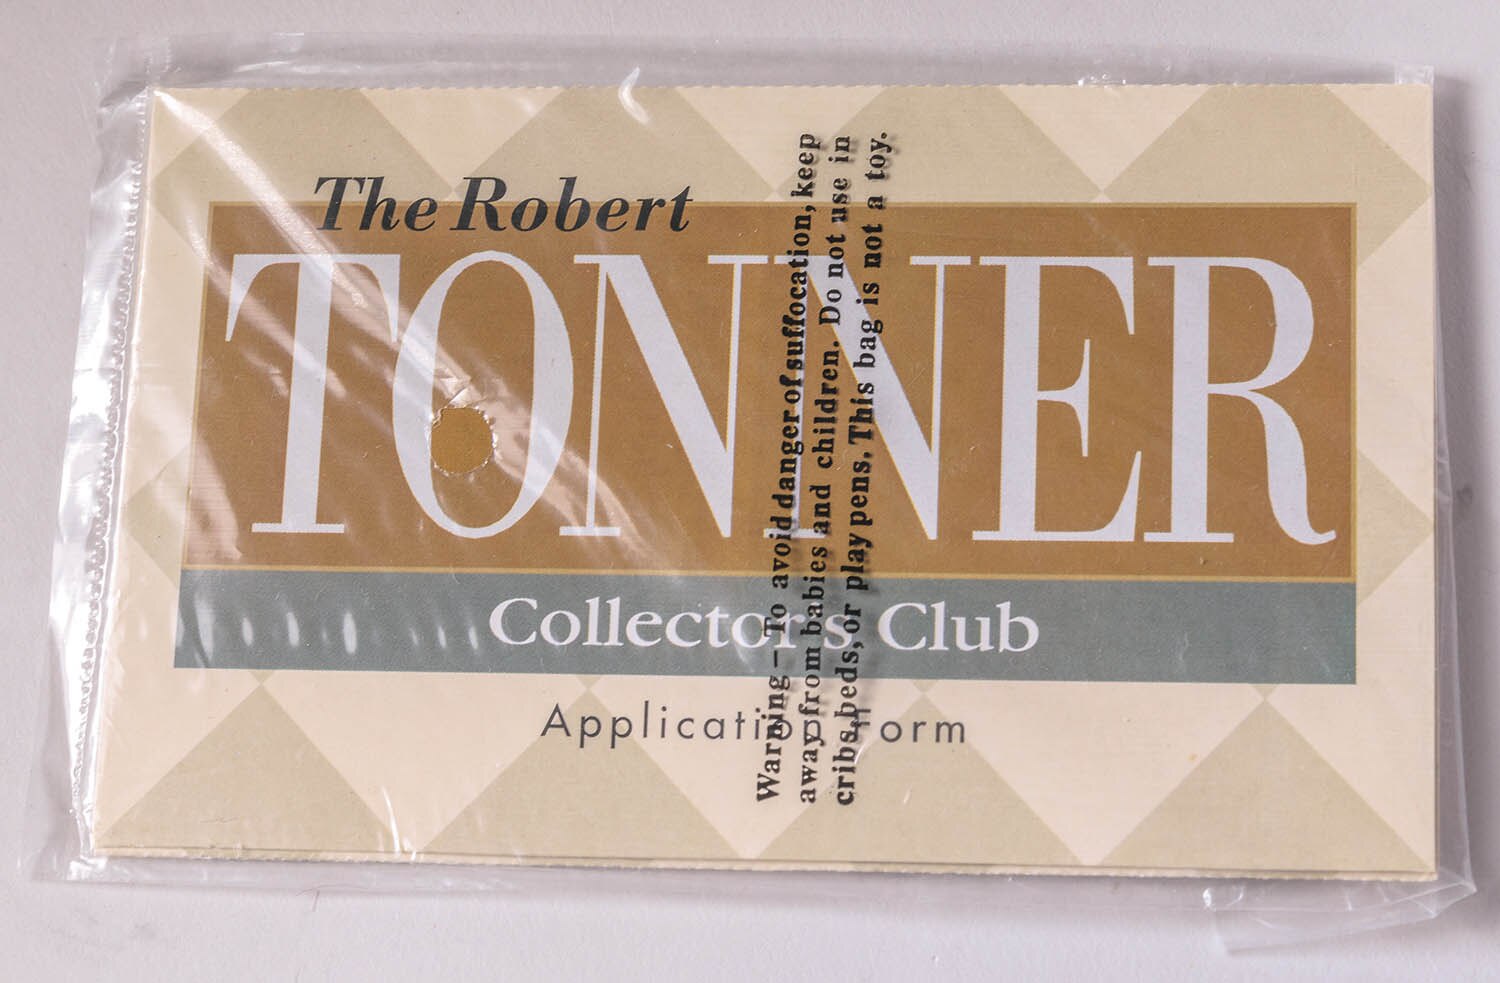 The Robert
TONNER
Collector's Club
Application Form
Warning – To avoid danger of suffocation, keep
away from babies and children. Do not use in
cribs, beds, or play pens. This bag is not a toy.